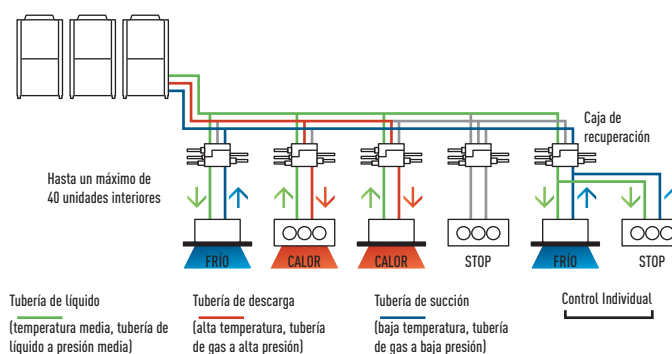 Caja de
recuperación
Hasta un máximo de
40 unidades interiores
FRÍO
CALOR
CALOR
STOP
FRÍO
STOP
Tubería de líquido
(temperatura media, tubería de
líquido a presión media)
Tubería de descarga
(alta temperatura, tubería
de gas a alta presión)
Tubería de succión
(baja temperatura, tubería
de gas a baja presión)
Control Individual